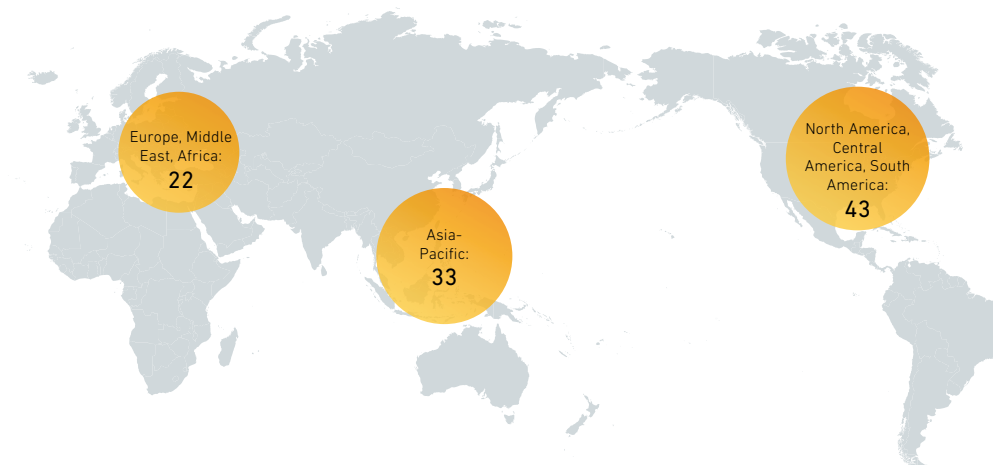 Europe, Middle
East, Africa:
22
Asia-
Pacific:
33
North America,
Central
America, South
America:
43